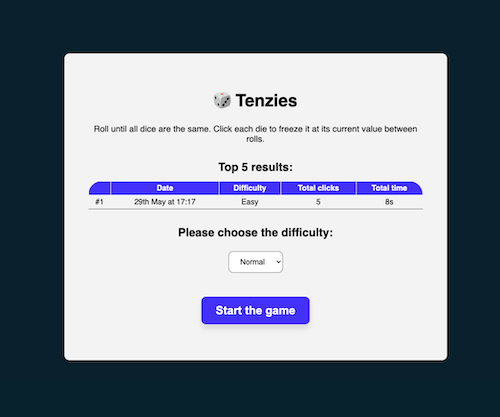 Tenzies
Roll until all dice are the same. Click each die to freeze it at its current value between
rolls.
Top 5 results:
Date Difficulty Total clicks Total time
#1 29th May at 17:17 Easy 5 8s
Please choose the difficulty:
Normal
Start the game